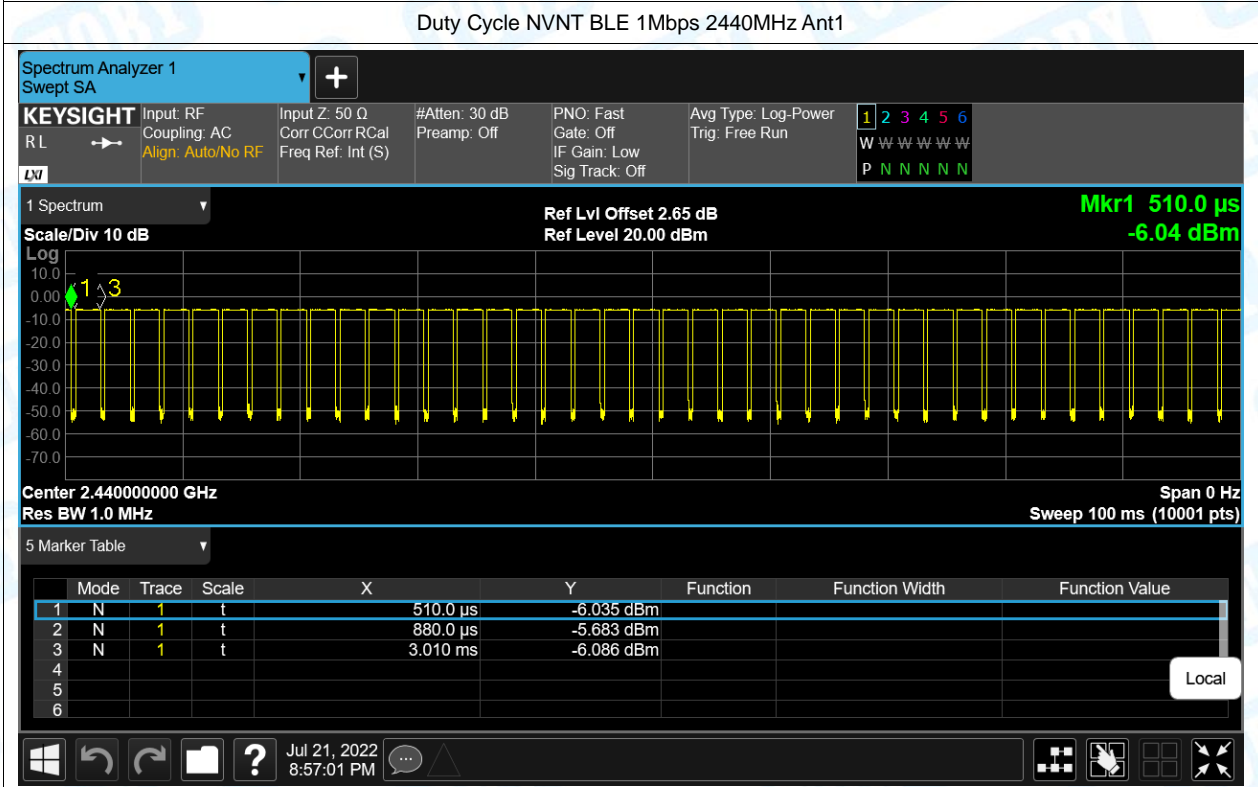 Duty Cycle NVNT BLE 1Mbps 2440MHz Ant1
Spectrum Analyzer 1
Swept SA
KEYSIGHT
R L
LXI
Input: RF
Coupling: AC
Align: Auto/No RF
Input Z: 50 Ω
Corr CCorr RCal
Freq Ref: Int (S)
#Atten: 30 dB
Preamp: Off
PNO: Fast
Gate: Off
IF Gain: Low
Sig Track: Off
Avg Type: Log-Power
Trig: Free Run
1 2 3 4 5 6
W W W W W W
P N N N N N
1 Spectrum
Scale/Div 10 dB
Ref Lvl Offset 2.65 dB
Ref Level 20.00 dBm
Mkr1 510.0 µs
-6.04 dBm
Log
10.0
0.00
-10.0
-20.0
-30.0
-40.0
-50.0
-60.0
-70.0
1 3
Center 2.440000000 GHz
Span 0 Hz
Res BW 1.0 MHz
Sweep 100 ms (10001 pts)
5 Marker Table
Mode Trace Scale X Y Function Function Width Function Value
1 N 1 t 510.0 µs -6.035 dBm
2 N 1 t 880.0 µs -5.683 dBm
3 N 1 t 3.010 ms -6.086 dBm
4
5
6
Local
?
Jul 21, 2022
8:57:01 PM